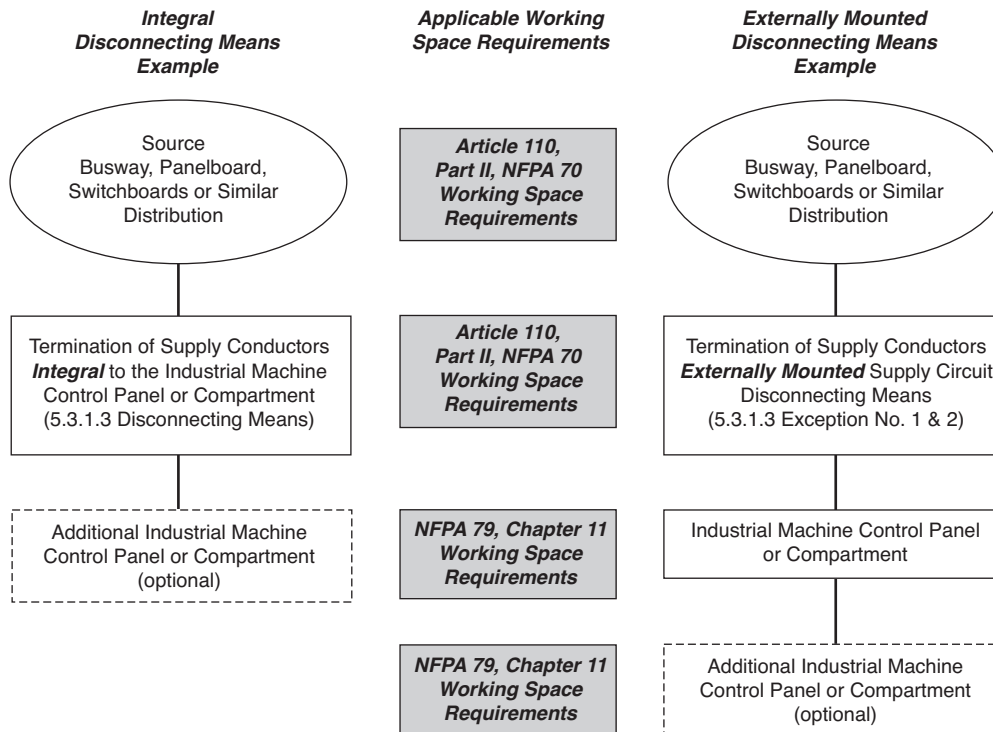 Integral
Disconnecting Means
Example
Applicable Working
Space Requirements
Externally Mounted
Disconnecting Means
Example
Source
Busway, Panelboard,
Switchboards or Similar
Distribution
Article 110,
Part II, NFPA 70
Working Space
Requirements
Source
Busway, Panelboard,
Switchboards or Similar
Distribution
Termination of Supply Conductors
Integral to the Industrial Machine
Control Panel or Compartment
(5.3.1.3 Disconnecting Means)
Article 110,
Part II, NFPA 70
Working Space
Requirements
Termination of Supply Conductors
Externally Mounted Supply Circuit
Disconnecting Means
(5.3.1.3 Exception No. 1 & 2)
Additional Industrial Machine
Control Panel or Compartment
(optional)
NFPA 79, Chapter 11
Working Space
Requirements
Industrial Machine Control Panel
or Compartment
NFPA 79, Chapter 11
Working Space
Requirements
Additional Industrial Machine
Control Panel or Compartment
(optional)